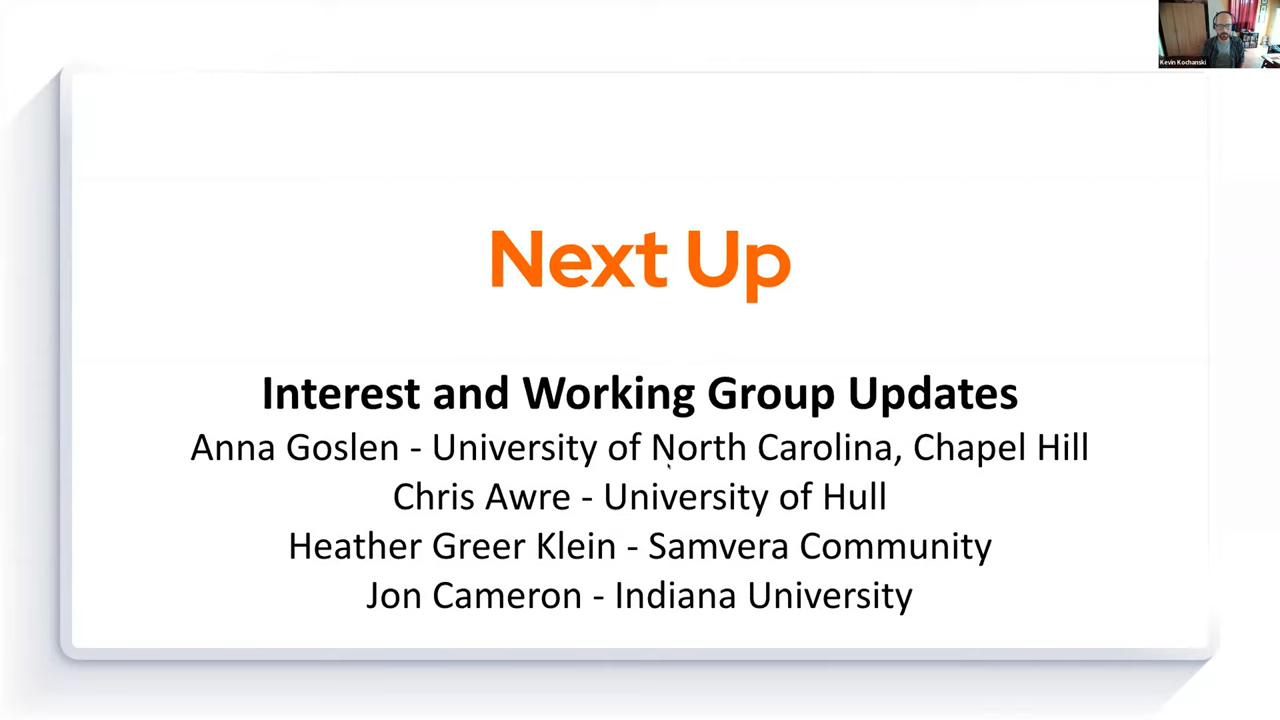 Kevin Kochanski
Next Up
Interest and Working Group Updates
Anna Goslen - University of North Carolina, Chapel Hill
Chris Awre - University of Hull
Heather Greer Klein - Samvera Community
Jon Cameron - Indiana University